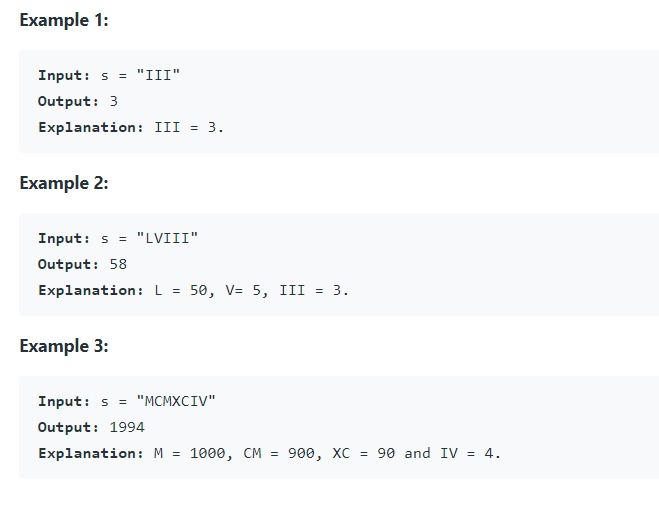 Example 1:
Input: s = "III"
Output: 3
Explanation: III = 3.
Example 2:
Input: s = "LVIII"
Output: 58
Explanation: L = 50, V= 5, III = 3.
Example 3:
Input: s = "MCMXCIV"
Output: 1994
Explanation: M = 1000, CM = 900, XC = 90 and IV = 4.